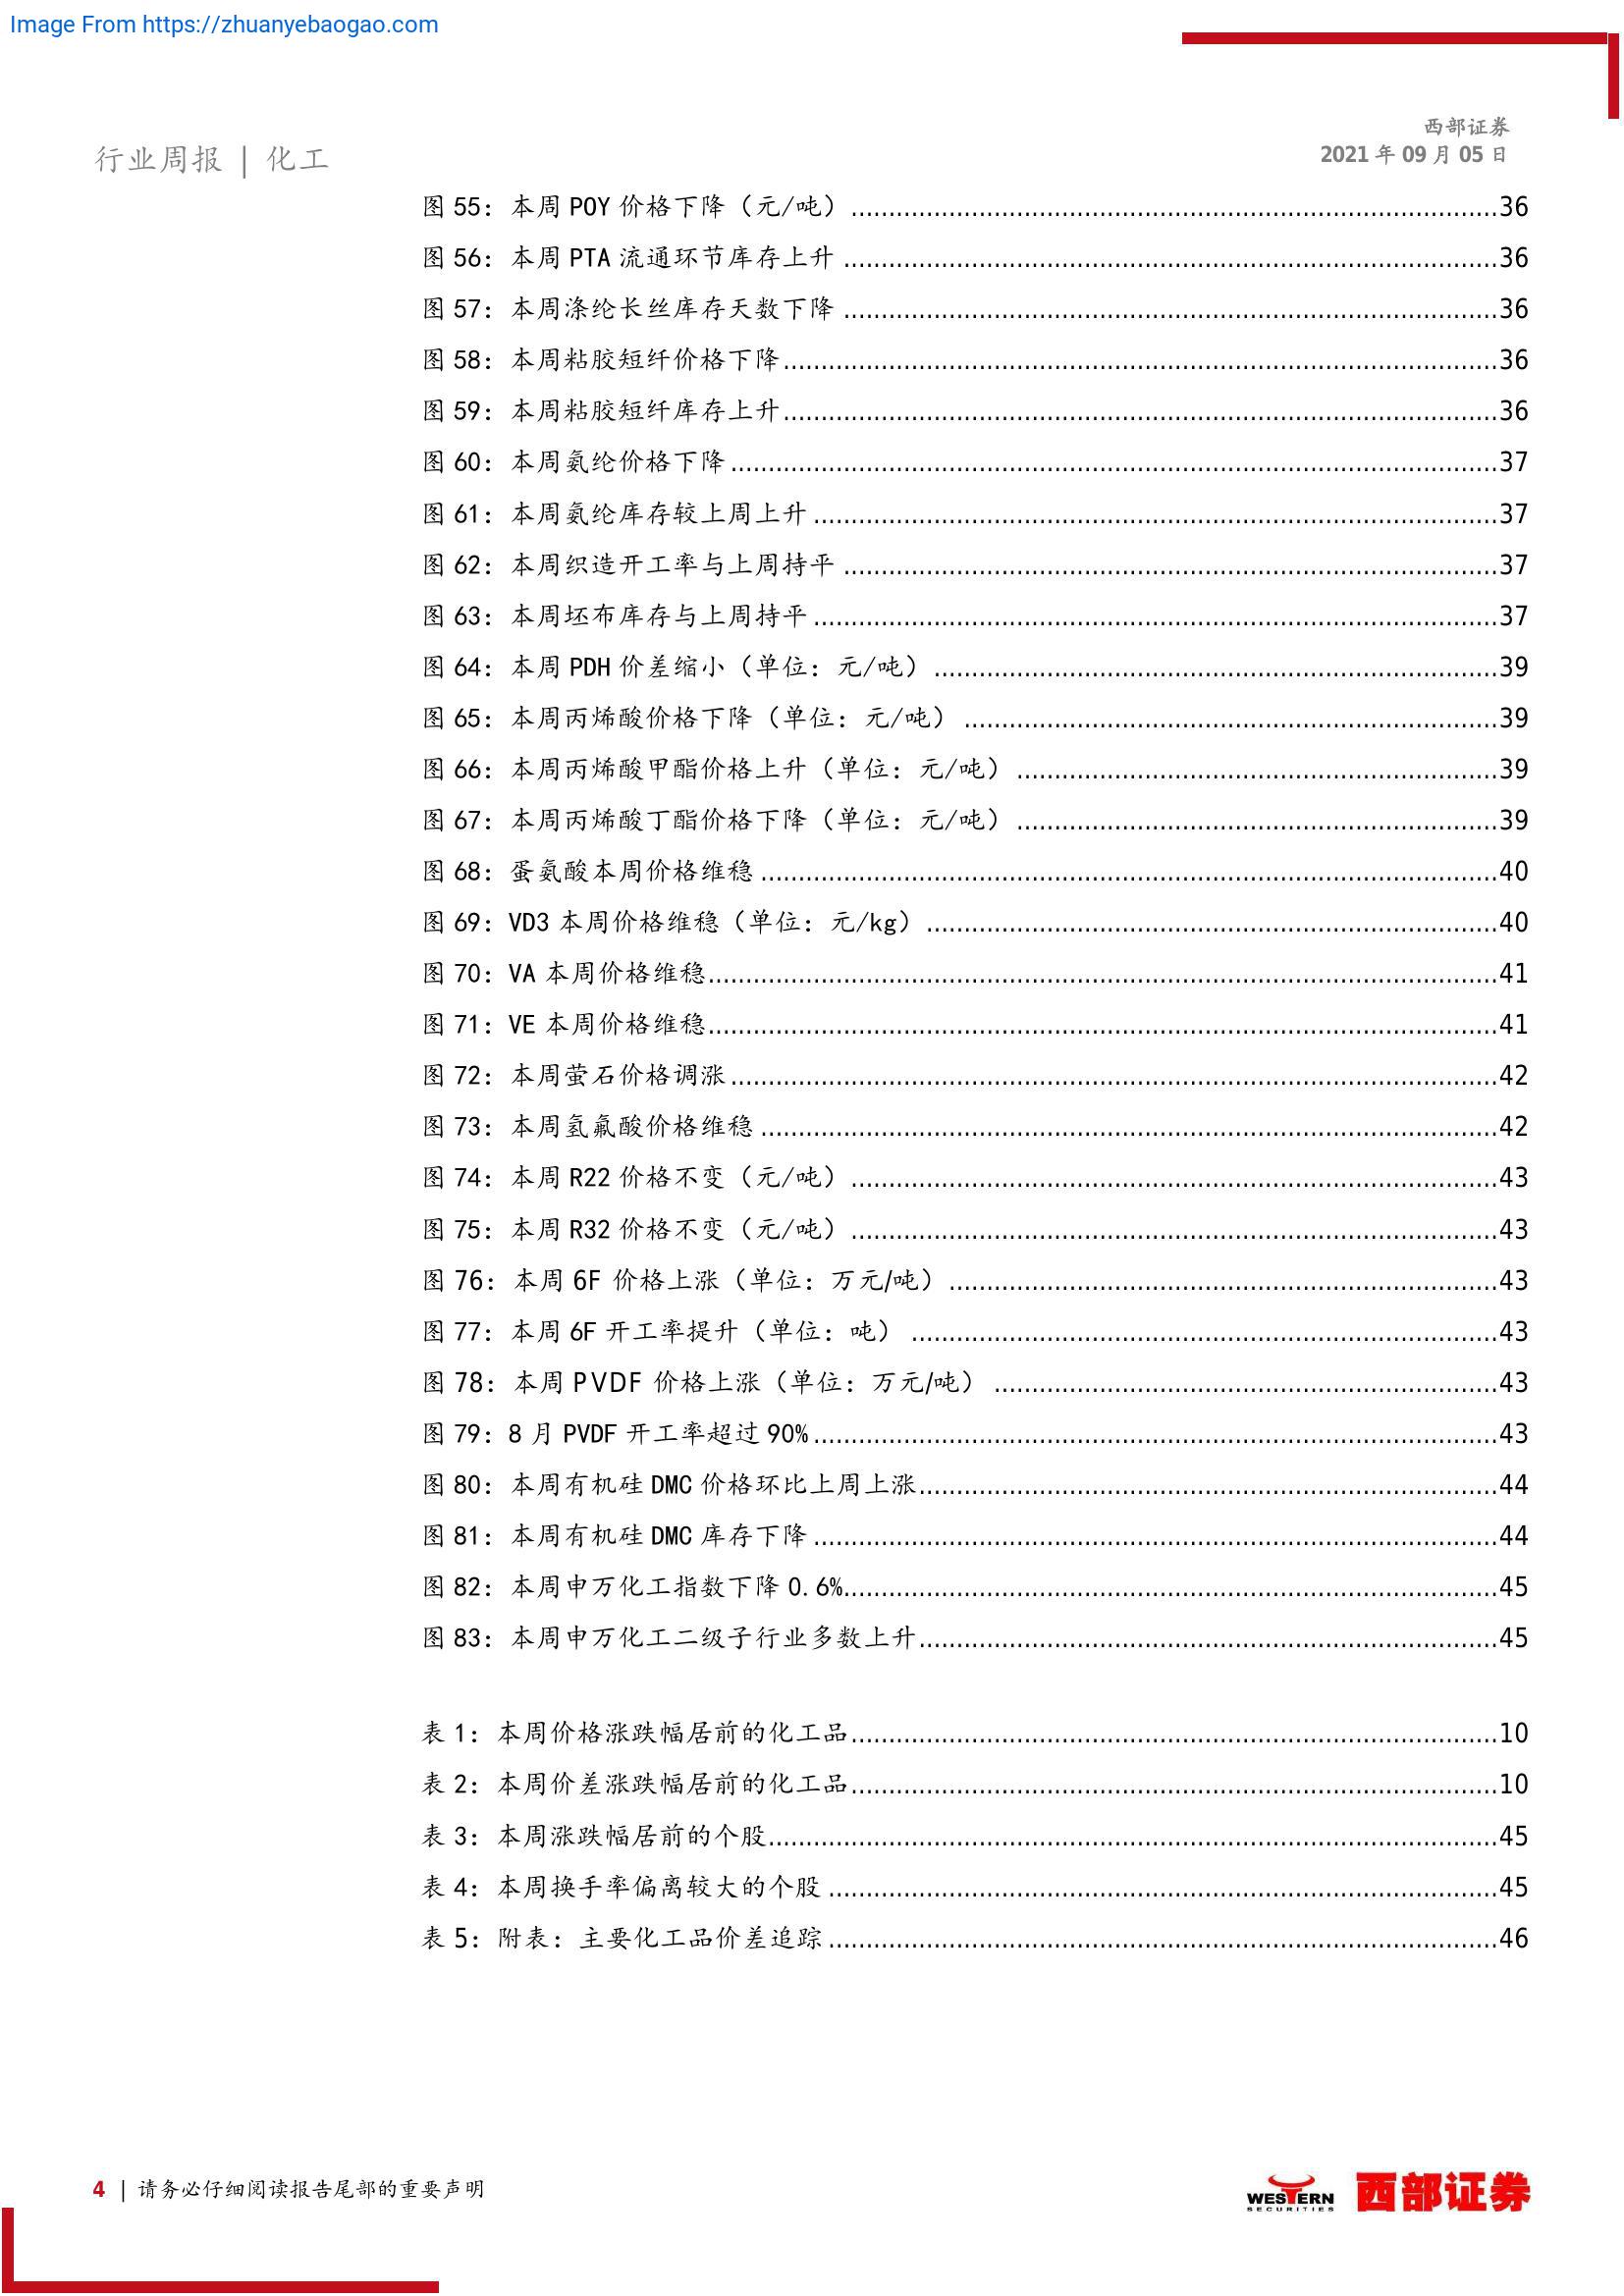 Image From https://zhuanyebaogao.com
西部证券
行业周报 | 化工
2021 年 09 月 05 日
图 55：本周 POY 价格下降（元/吨）36
图 56：本周 PTA 流通环节库存上升 36
图 57：本周涤纶长丝库存天数下降 36
图 58：本周粘胶短纤价格下降 36
图 59：本周粘胶短纤库存上升 36
图 60：本周氨纶价格下降 37
图 61：本周氨纶库存较上周上升 37
图 62：本周织造开工率与上周持平 37
图 63：本周坯布库存与上周持平 37
图 64：本周 PDH 价差缩小（单位：元/吨）39
图 65：本周丙烯酸价格下降（单位：元/吨）39
图 66：本周丙烯酸甲酯价格上升（单位：元/吨）39
图 67：本周丙烯酸丁酯价格下降（单位：元/吨）39
图 68：蛋氨酸本周价格维稳 40
图 69：VD3 本周价格维稳（单位：元/kg）40
图 70：VA 本周价格维稳 41
图 71：VE 本周价格维稳 41
图 72：本周萤石价格调涨 42
图 73：本周氢氟酸价格维稳 42
图 74：本周 R22 价格不变（元/吨）43
图 75：本周 R32 价格不变（元/吨）43
图 76：本周 6F 价格上涨（单位：万元/吨）43
图 77：本周 6F 开工率提升（单位：吨）43
图 78：本周 PVDF 价格上涨（单位：万元/吨）43
图 79：8 月 PVDF 开工率超过 90% 43
图 80：本周有机硅 DMC 价格环比上周上涨 44
图 81：本周有机硅 DMC 库存下降 44
图 82：本周申万化工指数下降 0.6% 45
图 83：本周申万化工二级子行业多数上升 45
表 1：本周价格涨跌幅居前的化工品 10
表 2：本周价差涨跌幅居前的化工品 10
表 3：本周涨跌幅居前的个股 45
表 4：本周换手率偏离较大的个股 45
表 5：附表：主要化工品价差追踪 46
4 | 请务必仔细阅读报告尾部的重要声明
WESTERN
SECURITIES
西部证券